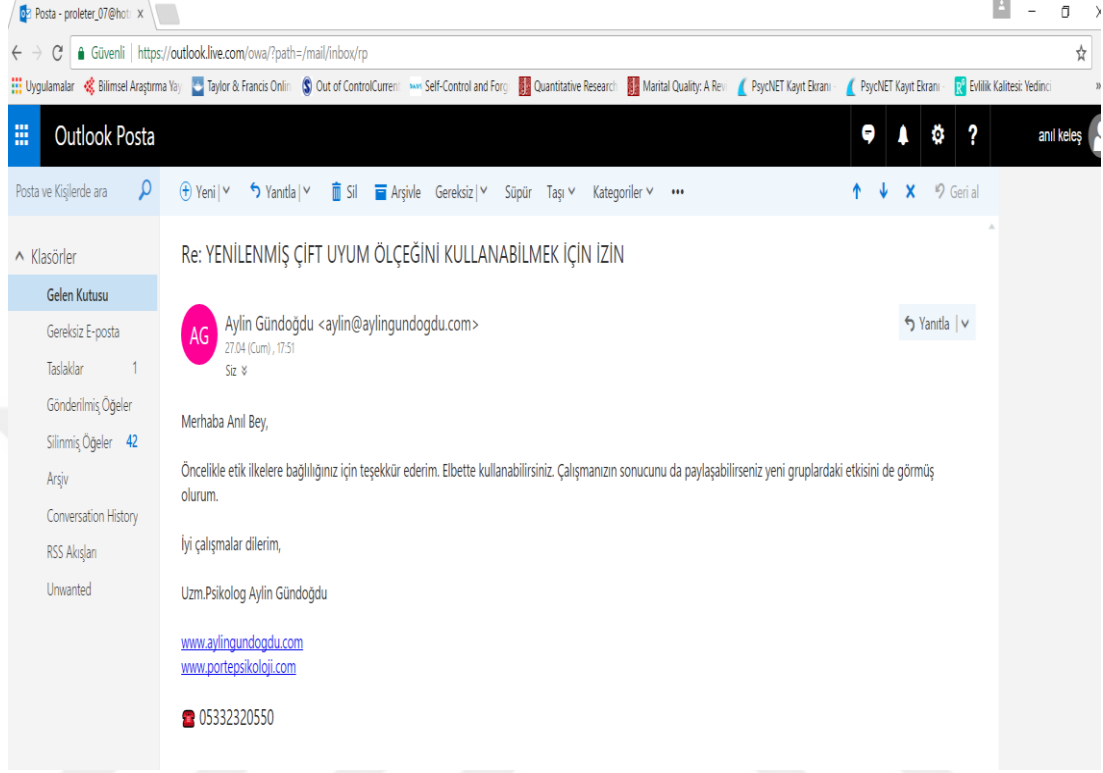 Posta - proleter_07@hot
Güvenli | https://outlook.live.com/owa/?path=/mail/inbox/rp
Uygulamalar Bilimsel Araştırma Yay Taylor & Francis Onlin Out of ControlCurrent Self-Control and Forg Quantitative Research Marital Quality: A Rev PsycNET Kayıt Ekranı - PsycNET Kayıt Ekranı - Evlilik Kalitesi: Yedinci »
Outlook Posta ? anıl keleş
Posta ve Kişilerde ara Yeni | Yanıtla | Sil Arşivle Gereksiz | Süpür Taşı Kategoriler ••• Geri al
Klasörler
Gelen Kutusu
Gereksiz E-posta
Taslaklar 1
Gönderilmiş Öğeler
Silinmiş Öğeler 42
Arşiv
Conversation History
RSS Akışları
Unwanted
Re: YENİLENMİŞ ÇİFT UYUM ÖLÇEĞİNİ KULLANABİLMEK İÇİN İZİN
AG
Aylin Gündoğdu <aylin@aylingundogdu.com>
27.04 (Cum) , 17:51
Siz
Yanıtla |
Merhaba Anıl Bey,
Öncelikle etik ilkelere bağlılığınız için teşekkür ederim. Elbette kullanabilirsiniz. Çalışmanızın sonucunu da paylaşabilirseniz yeni gruplardaki etkisini de görmüş
olurum.
İyi çalışmalar dilerim,
Uzm.Psikolog Aylin Gündoğdu
www.aylingundogdu.com
www.portepsikoloji.com
☎ 05332320550